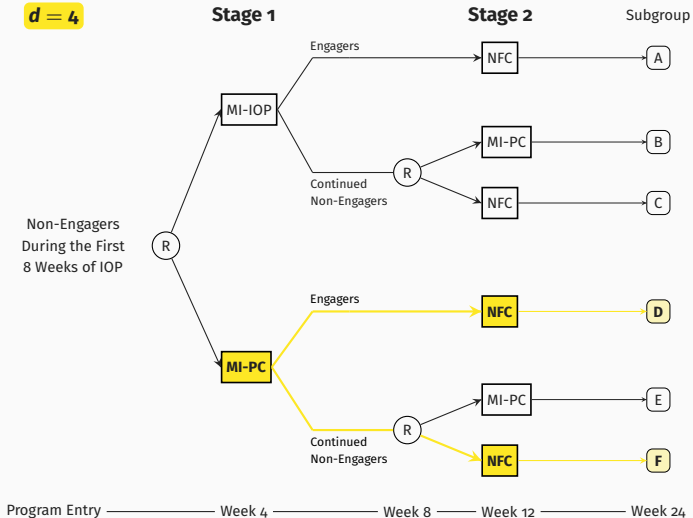 d = 4
Stage 1
Stage 2
Subgroup
Engagers
NFC
A
MI-IOP
MI-PC
B
Continued
Non-Engagers
R
NFC
C
Non-Engagers
During the First
8 Weeks of IOP
R
Engagers
NFC
D
MI-PC
MI-PC
E
Continued
Non-Engagers
R
NFC
F
Program Entry
Week 4
Week 8
Week 12
Week 24